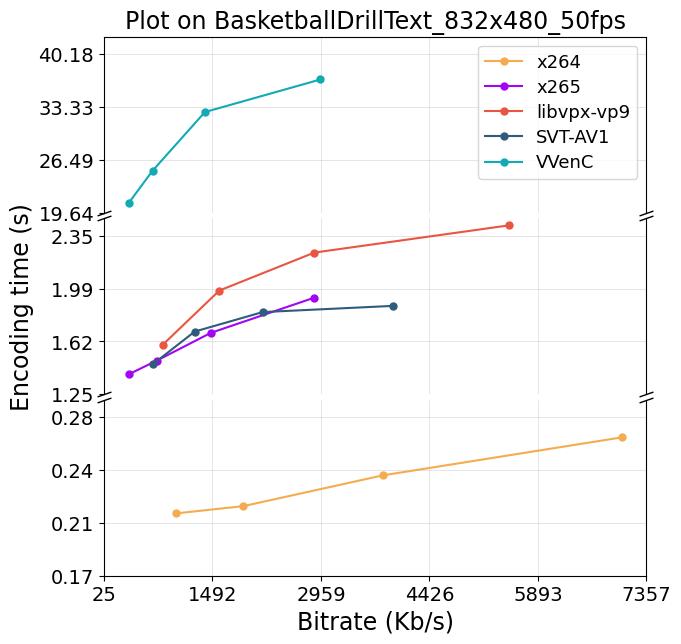 Plot on BasketballDrillText_832x480_50fps
40.18
33.33
26.49
19.64
2.35
1.99
1.62
1.25
0.28
0.24
0.21
0.17
Encoding time (s)
x264
x265
libvpx-vp9
SVT-AV1
VVenC
25 1492 2959 4426 5893 7357
Bitrate (Kb/s)